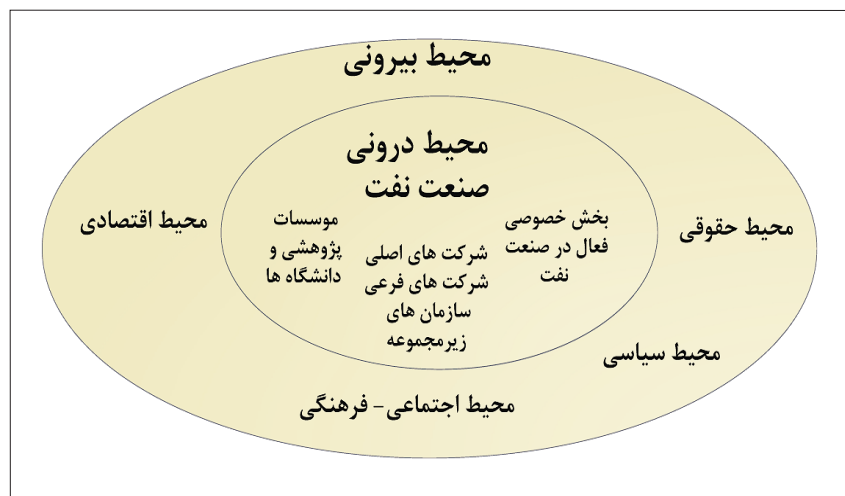 محیط بیرونی
محیط درونی
صنعت نفت
بخش خصوصی
فعال در صنعت
نفت
شرکت های اصلی
شرکت های فرعی
سازمان های
زیرمجموعه
موسسات
پژوهشی و
دانشگاه ها
محیط حقوقی
محیط اقتصادی
محیط سیاسی
محیط اجتماعی - فرهنگی